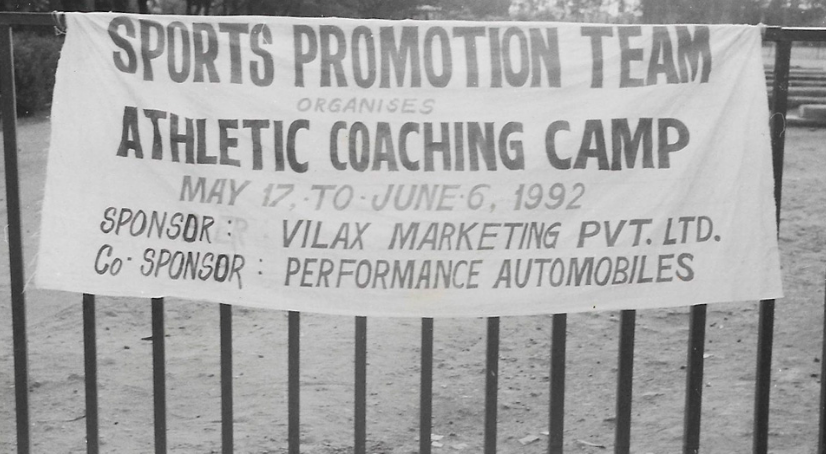 SPORTS PROMOTION TEAM
ORGANISES
ATHLETIC COACHING CAMP
MAY 17, TO JUNE 6, 1992
SPONSOR : VILAX MARKETING PVT. LTD.
Co- SPONSOR : PERFORMANCE AUTOMOBILES